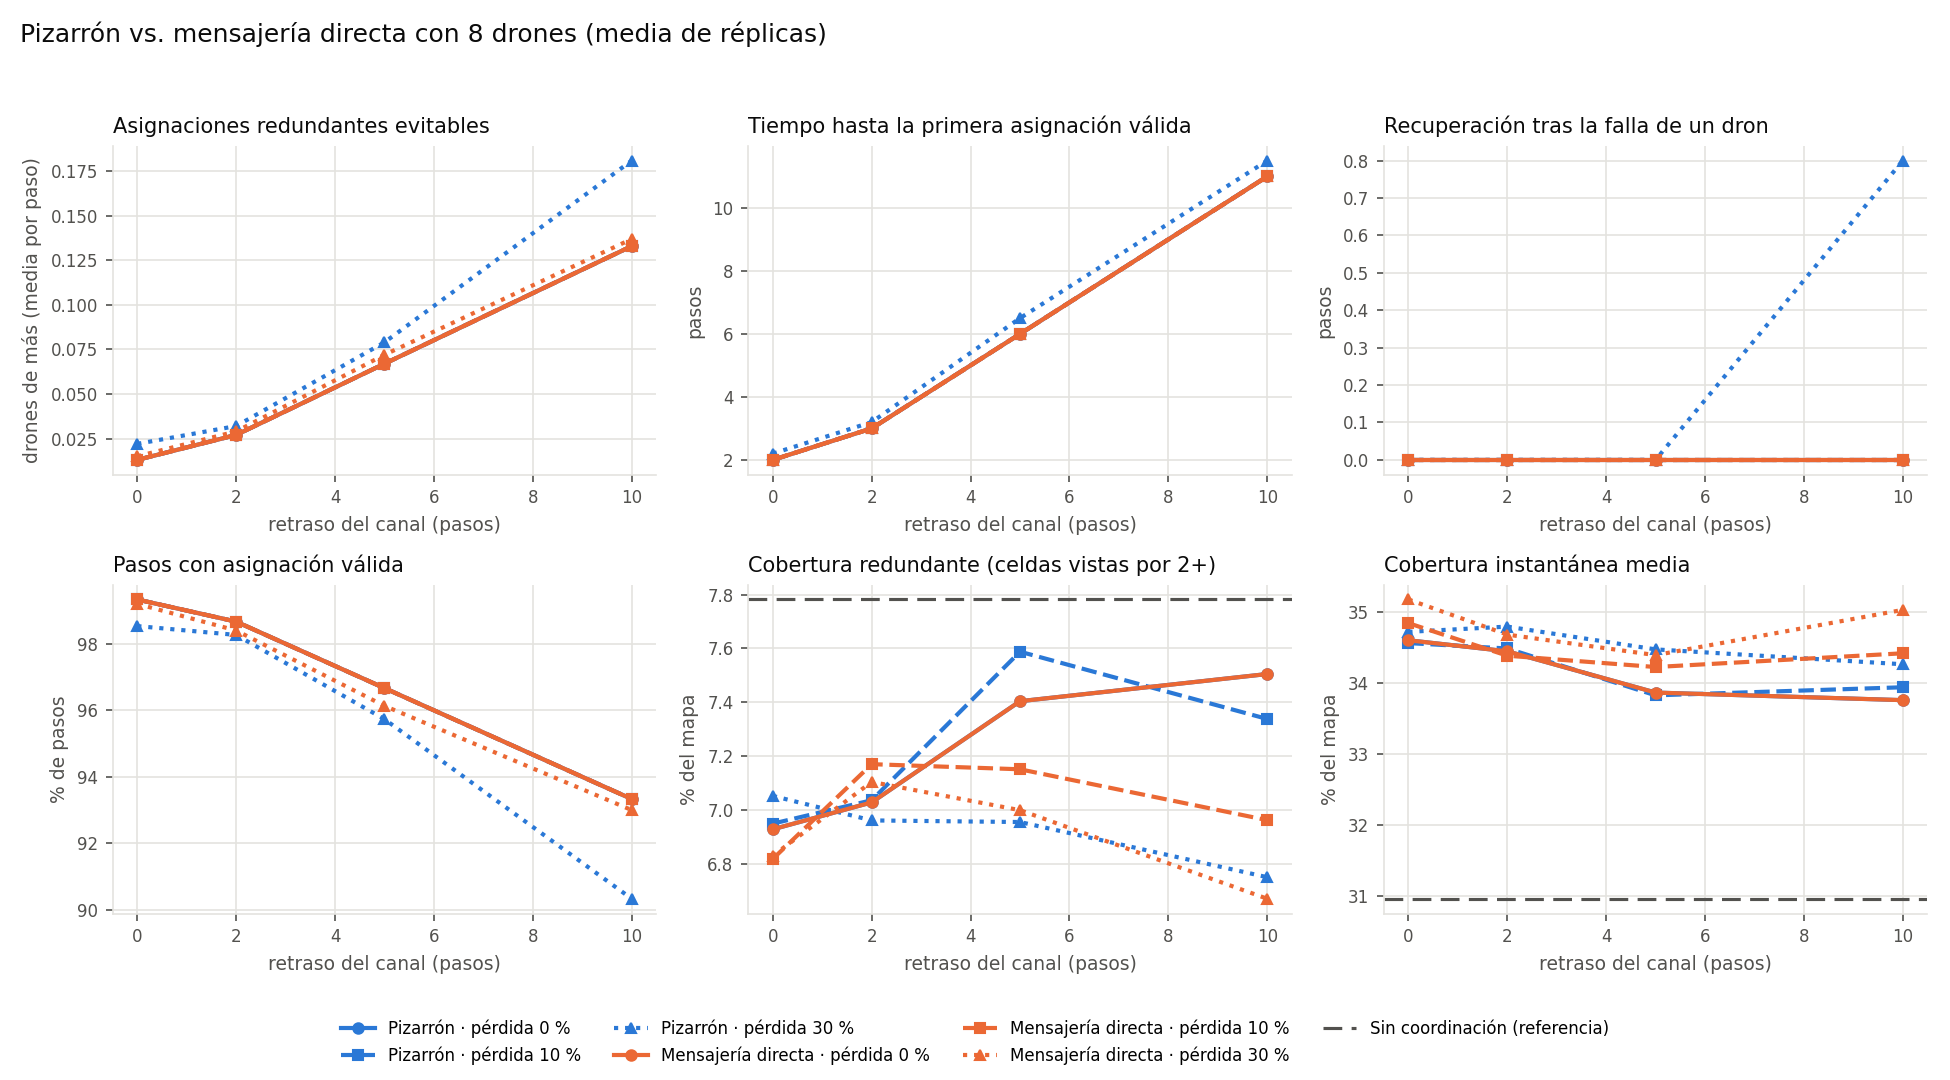 Pizarrón vs. mensajería directa con 8 drones (media de réplicas)
Asignaciones redundantes evitables
drones de más (media por paso)
0.175
0.150
0.125
0.100
0.075
0.050
0.025
0 2 4 6 8 10
retraso del canal (pasos)
Tiempo hasta la primera asignación válida
pasos
10
8
6
4
2
0 2 4 6 8 10
retraso del canal (pasos)
Recuperación tras la falla de un dron
pasos
0.8
0.7
0.6
0.5
0.4
0.3
0.2
0.1
0.0
0 2 4 6 8 10
retraso del canal (pasos)
Pasos con asignación válida
% de pasos
98
96
94
92
90
0 2 4 6 8 10
retraso del canal (pasos)
Cobertura redundante (celdas vistas por 2+)
% del mapa
7.8
7.6
7.4
7.2
7.0
6.8
0 2 4 6 8 10
retraso del canal (pasos)
Cobertura instantánea media
% del mapa
35
34
33
32
31
0 2 4 6 8 10
retraso del canal (pasos)
Pizarrón · pérdida 0 %
Pizarrón · pérdida 10 %
Pizarrón · pérdida 30 %
Mensajería directa · pérdida 0 %
Mensajería directa · pérdida 10 %
Mensajería directa · pérdida 30 %
Sin coordinación (referencia)